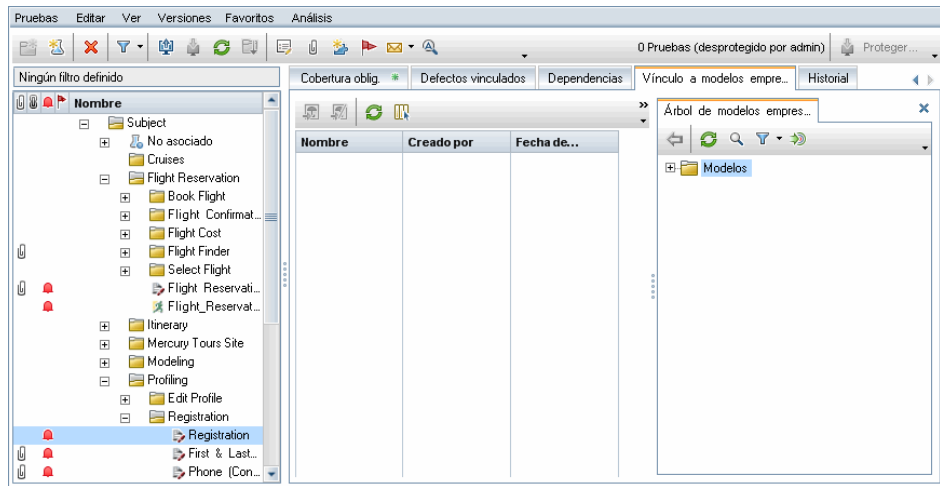 Pruebas Editar Ver Versiones Favoritos Análisis
0 Pruebas (desprotegido por admin) Proteger...
Ningún filtro definido
Cobertura oblig. * Defectos vinculados Dependencias Vínculo a modelos empre... Historial
Nombre
Subject
No asociado
Cruises
Flight Reservation
Book Flight
Flight Confirmat...
Flight Cost
Flight Finder
Select Flight
Flight Reservati...
Flight_Reservat...
Itinerary
Mercury Tours Site
Modeling
Profiling
Edit Profile
Registration
Registration
First & Last...
Phone (Con...
Nombre Creado por Fecha de...
Árbol de modelos empres...
Modelos